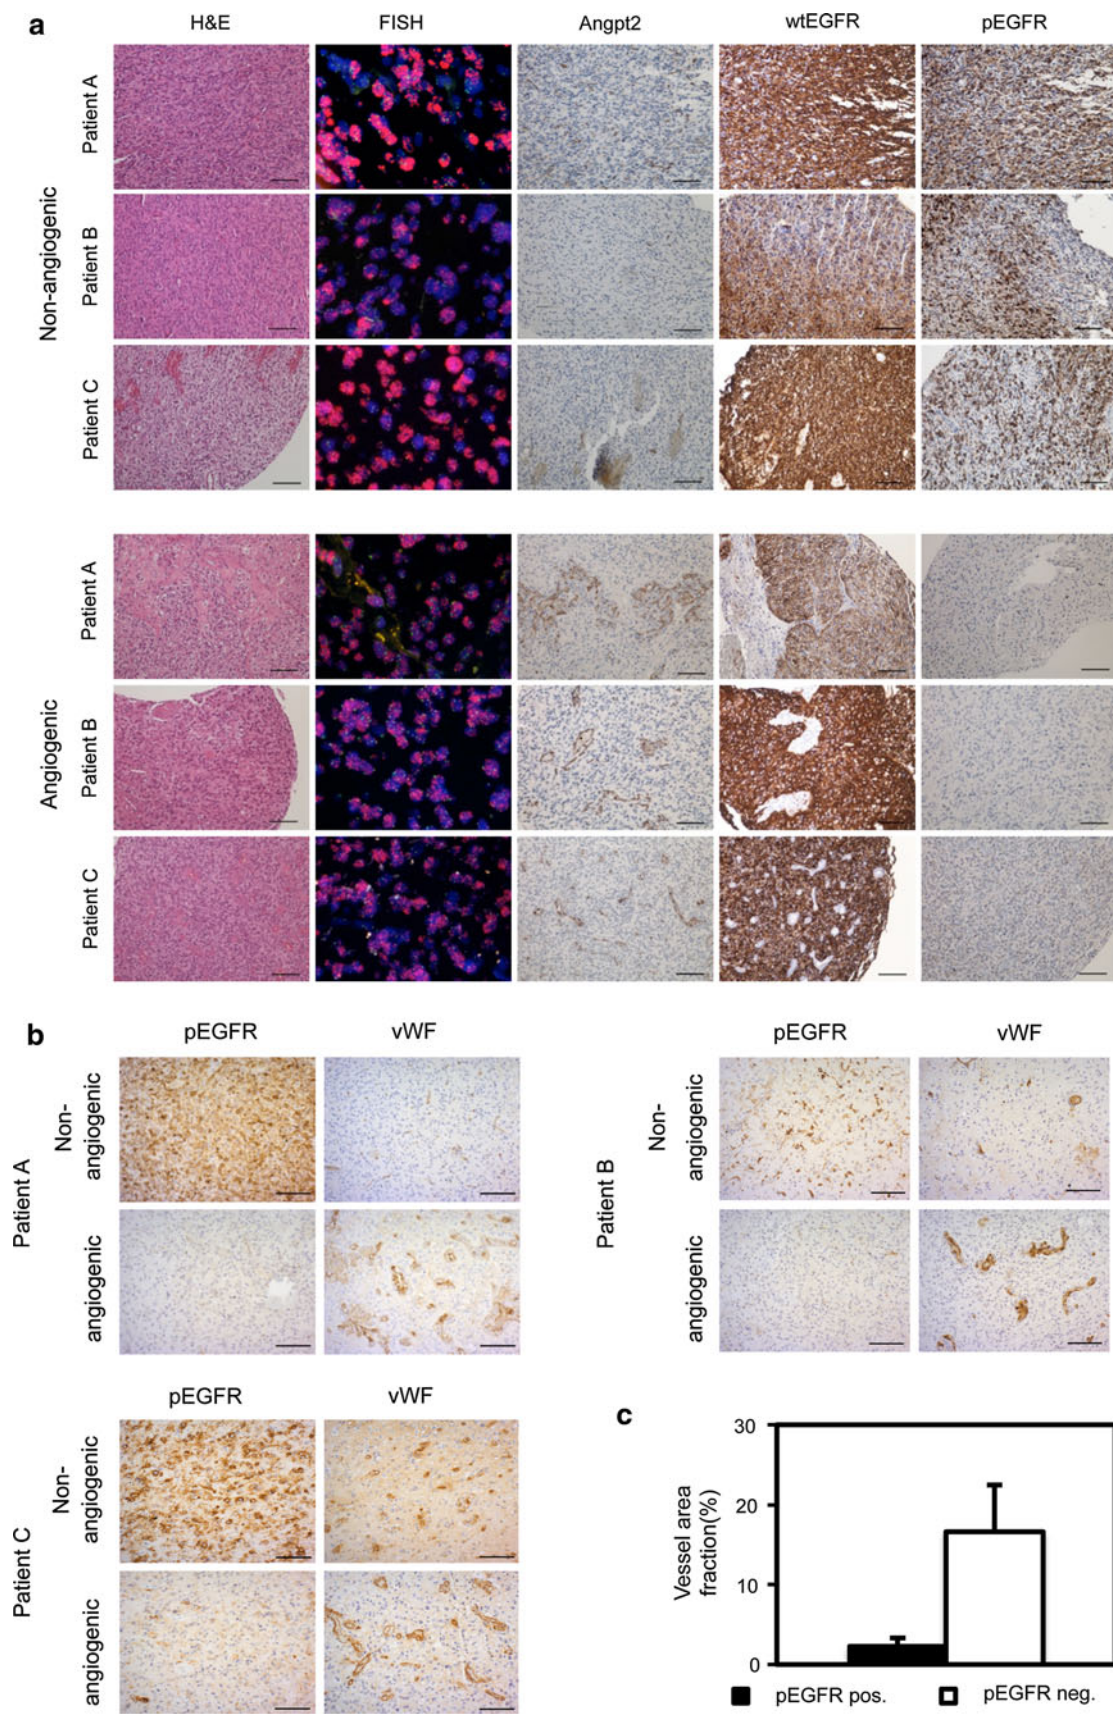 a
H&E FISH Angpt2 wtEGFR pEGFR
Non-angiogenic
Patient A
Patient B
Patient C
Angiogenic
Patient A
Patient B
Patient C
b
pEGFR vWF
Patient A
Non-
angiogenic
angiogenic
pEGFR vWF
Patient B
Non-
angiogenic
angiogenic
pEGFR vWF
Patient C
Non-
angiogenic
angiogenic
c
Vessel area
fraction(%)
30
20
10
0
pEGFR pos. pEGFR neg.